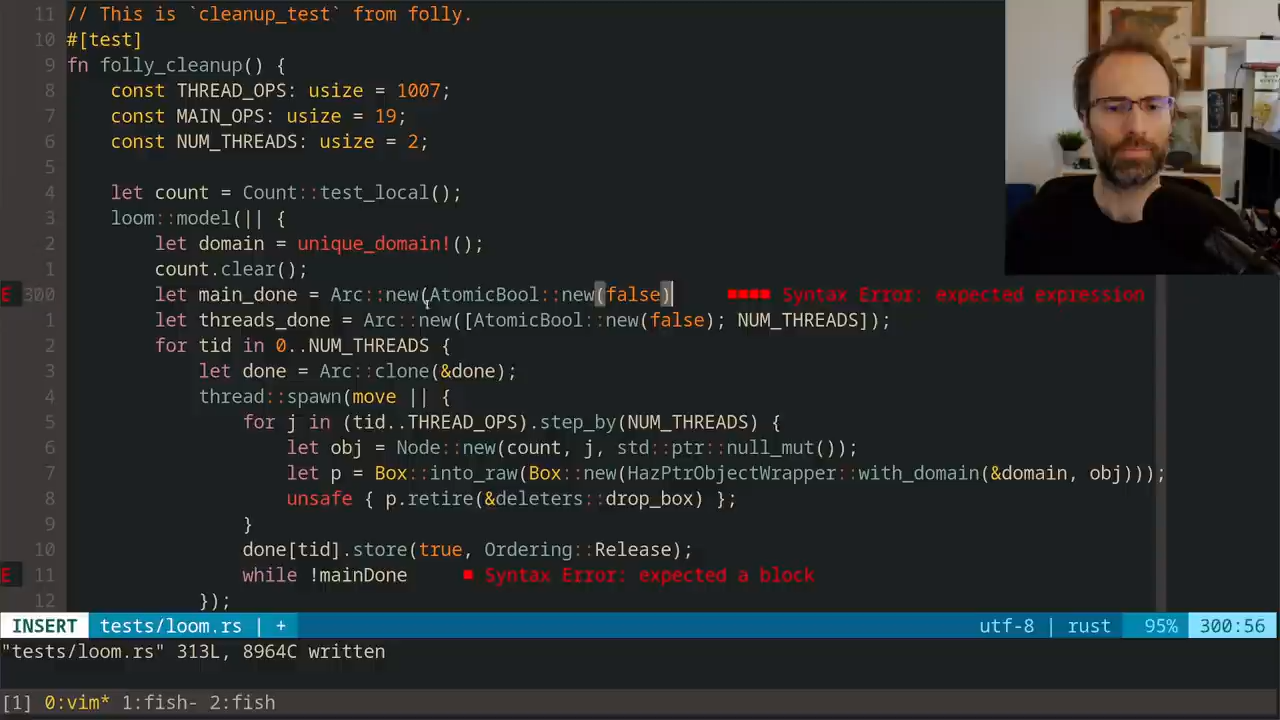 11 // This is `cleanup_test` from folly.
10 #[test]
9 fn folly_cleanup() {
8 const THREAD_OPS: usize = 1007;
7 const MAIN_OPS: usize = 19;
6 const NUM_THREADS: usize = 2;
5
4 let count = Count::test_local();
3 loom::model(|| {
2 let domain = unique_domain!();
1 count.clear();
E 300 let main_done = Arc::new(AtomicBool::new(false) ■■■■ Syntax Error: expected expression
1 let threads_done = Arc::new([AtomicBool::new(false); NUM_THREADS]);
2 for tid in 0..NUM_THREADS {
3 let done = Arc::clone(&done);
4 thread::spawn(move || {
5 for j in (tid..THREAD_OPS).step_by(NUM_THREADS) {
6 let obj = Node::new(count, j, std::ptr::null_mut());
7 let p = Box::into_raw(Box::new(HazPtrObjectWrapper::with_domain(&domain, obj)));
8 unsafe { p.retire(&deleters::drop_box) };
9 }
10 done[tid].store(true, Ordering::Release);
E 11 while !mainDone ■ Syntax Error: expected a block
12 });
INSERT tests/loom.rs | + utf-8 | rust 95% 300:56
"tests/loom.rs" 313L, 8964C written
[1] 0:vim* 1:fish- 2:fish